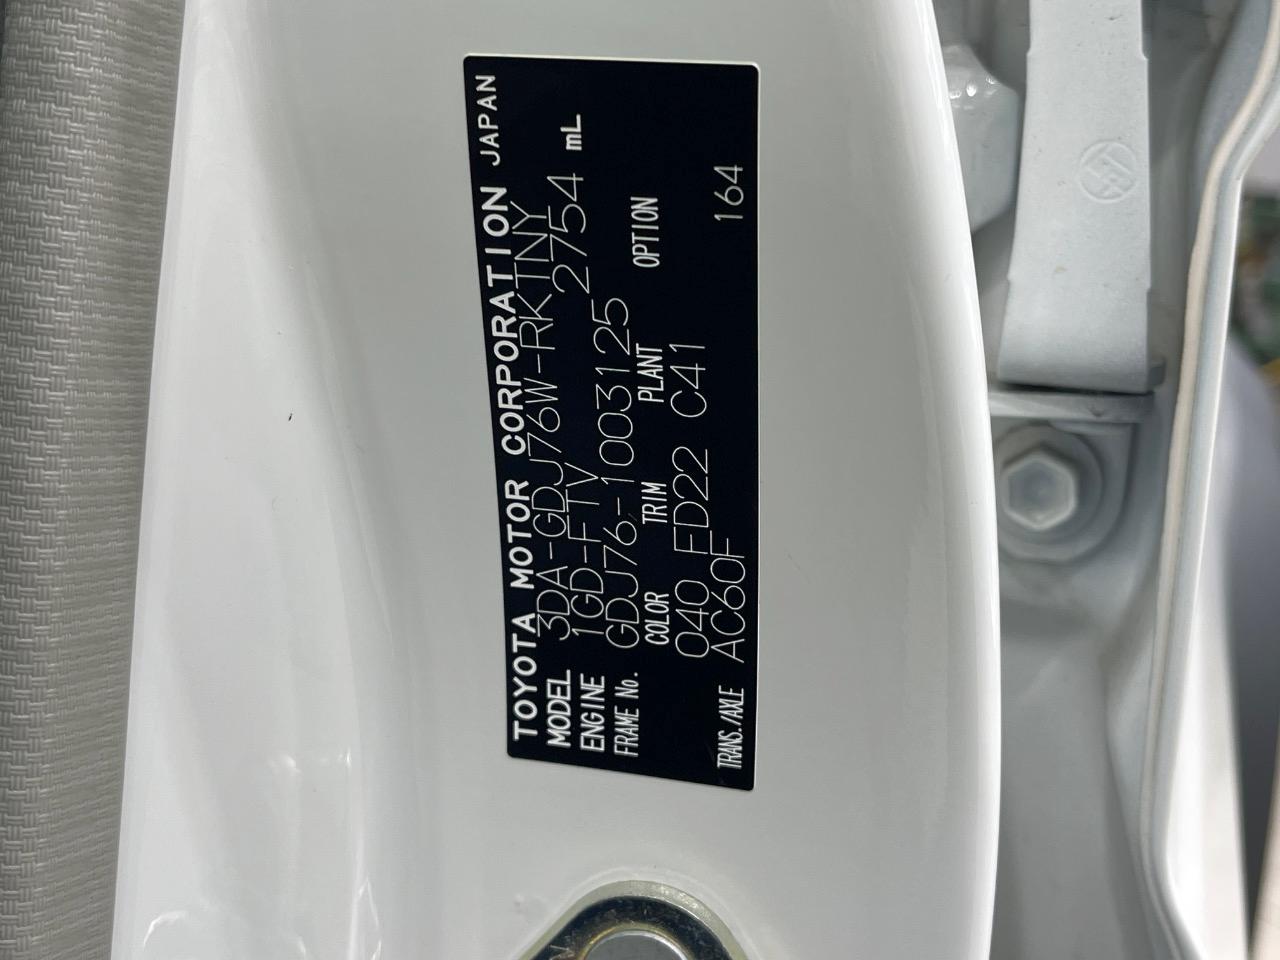 TOYOTA MOTOR CORPORATION JAPAN
MODEL 3DA-GDJ76W-RKTNY
ENGINE 1GD-FTV 2754 mL
FRAME No. GDJ76-1003125
COLOR TRIM PLANT OPTION
040 FD22 C41
TRANS./AXLE AC60F 164